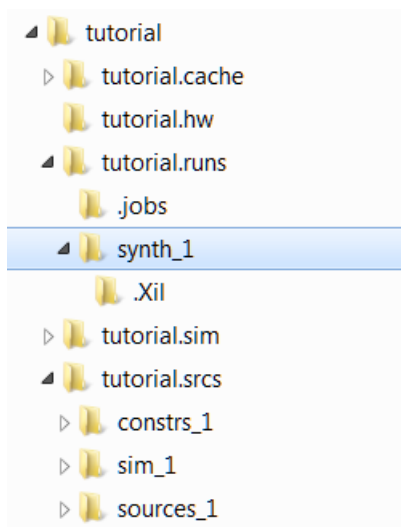 tutorial
tutorial.cache
tutorial.hw
tutorial.runs
.jobs
synth_1
.Xil
tutorial.sim
tutorial.srcs
constrs_1
sim_1
sources_1